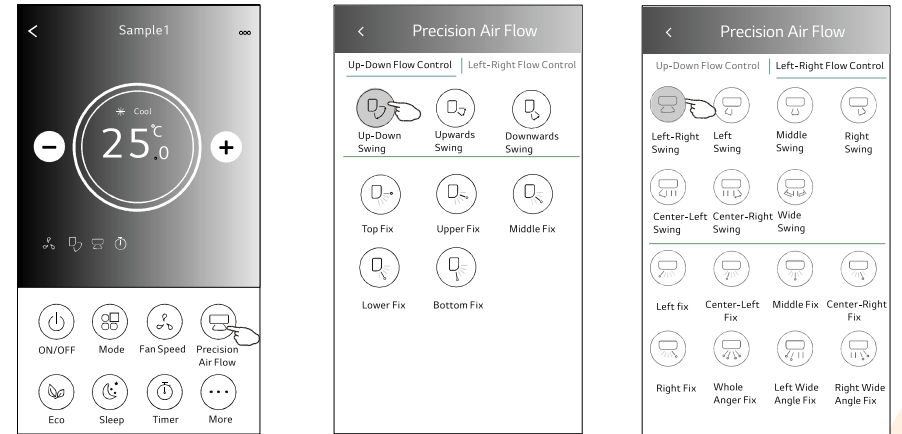 Sample1
Cool
25.0°C
ON/OFF
Mode
Fan Speed
Precision
Air Flow
Eco
Sleep
Timer
More
Precision Air Flow
Up-Down Flow Control
Left-Right Flow Control
Up-Down
Swing
Upwards
Swing
Downwards
Swing
Top Fix
Upper Fix
Middle Fix
Lower Fix
Bottom Fix
Precision Air Flow
Up-Down Flow Control
Left-Right Flow Control
Left-Right
Swing
Left
Swing
Middle
Swing
Right
Swing
Center-Left
Swing
Center-Right
Swing
Wide
Swing
Left fix
Center-Left
Fix
Middle Fix
Center-Right
Fix
Right Fix
Whole
Anger Fix
Left Wide
Angle Fix
Right Wide
Angle Fix